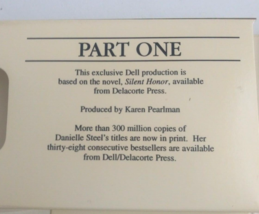 PART ONE
This exclusive Dell production is
based on the novel, Silent Honor, available
from Delacorte Press.
Produced by Karen Pearlman
More than 300 million copies of
Danielle Steel's titles are now in print. Her
thirty-eight consecutive bestsellers are available
from Dell/Delacorte Press.